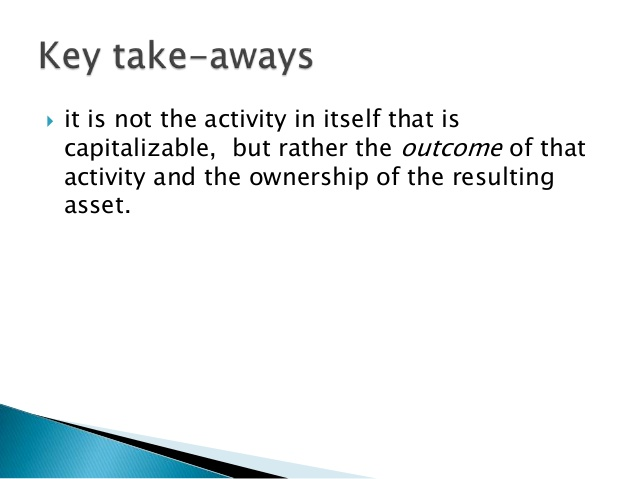 Key take-aways
it is not the activity in itself that is
capitalizable,  but rather the outcome of that
activity and the ownership of the resulting
asset.